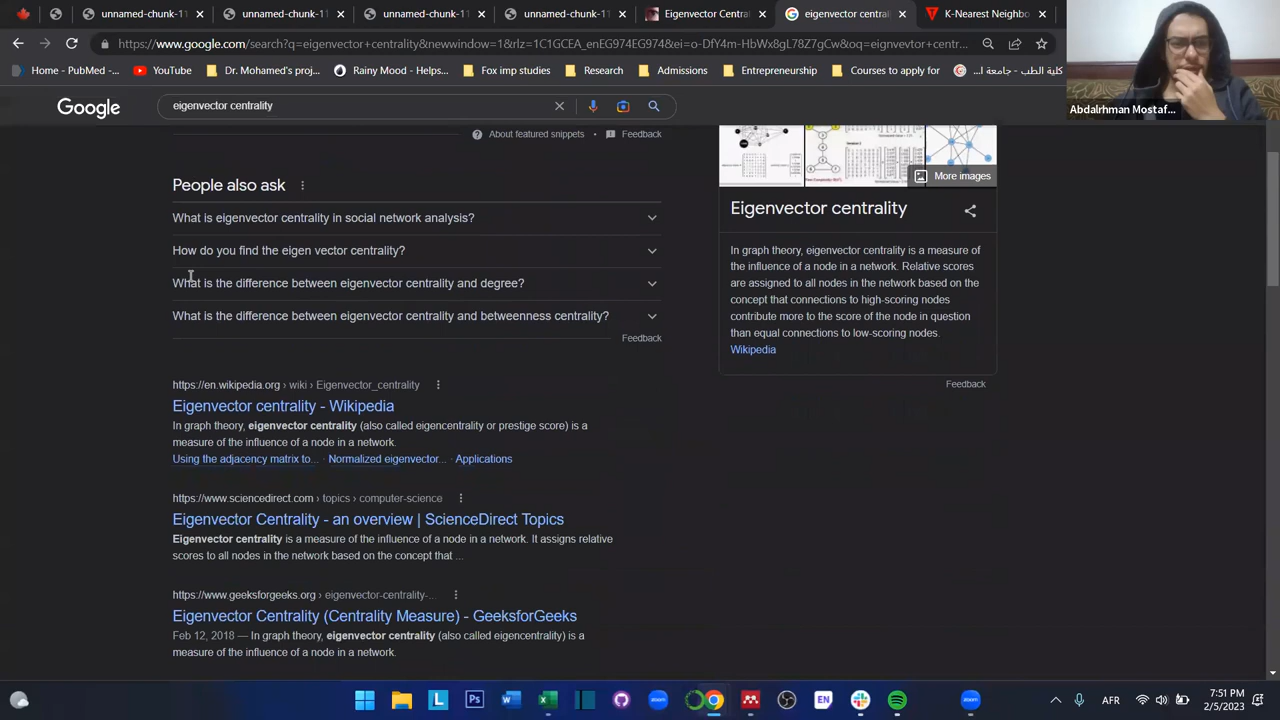 unnamed-chunk-11
unnamed-chunk-11
unnamed-chunk-11
unnamed-chunk-11
Eigenvector Centr
eigenvector centrali
K-Nearest Neighbo
https://www.google.com/search?q=eigenvector+centrality&newwindow=1&rlz=1C1GCEA_enEG974EG974&ei=o-DfY4m-HbWx8gL78Z7gCw&oq=eignvevtor+centr...
Home - PubMed -...
YouTube
Dr. Mohamed's proj...
Rainy Mood - Helps...
Fox imp studies
Research
Admissions
Entrepreneurship
Courses to apply for
كلية الطب - جامعة ا...
Abdalrhman Mostaf...
Google
eigenvector centrality
About featured snippets
Feedback
More images
People also ask
What is eigenvector centrality in social network analysis?
How do you find the eigen vector centrality?
What is the difference between eigenvector centrality and degree?
What is the difference between eigenvector centrality and betweenness centrality?
Feedback
Eigenvector centrality
In graph theory, eigenvector centrality is a measure of
the influence of a node in a network. Relative scores
are assigned to all nodes in the network based on the
concept that connections to high-scoring nodes
contribute more to the score of the node in question
than equal connections to low-scoring nodes.
Wikipedia
Feedback
https://en.wikipedia.org › wiki › Eigenvector_centrality
Eigenvector centrality - Wikipedia
In graph theory, eigenvector centrality (also called eigencentrality or prestige score) is a
measure of the influence of a node in a network.
Using the adjacency matrix to... · Normalized eigenvector... · Applications
https://www.sciencedirect.com › topics › computer-science
Eigenvector Centrality - an overview | ScienceDirect Topics
Eigenvector centrality is a measure of the influence of a node in a network. It assigns relative
scores to all nodes in the network based on the concept that ...
https://www.geeksforgeeks.org › eigenvector-centrality-...
Eigenvector Centrality (Centrality Measure) - GeeksforGeeks
Feb 12, 2018 — In graph theory, eigenvector centrality (also called eigencentrality) is a
measure of the influence of a node in a network.
L
Ps
W
zoom
EN
zoom
AFR
7:51 PM
2/5/2023